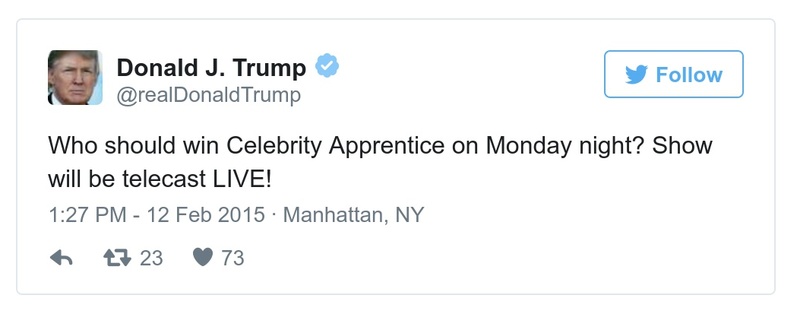 Donald J. Trump
Follow
@realDonaldTrump
Who should win Celebrity Apprentice on Monday night? Show
will be telecast LIVE!
1:27 PM - 12 Feb 2015 · Manhattan, NY
23 73